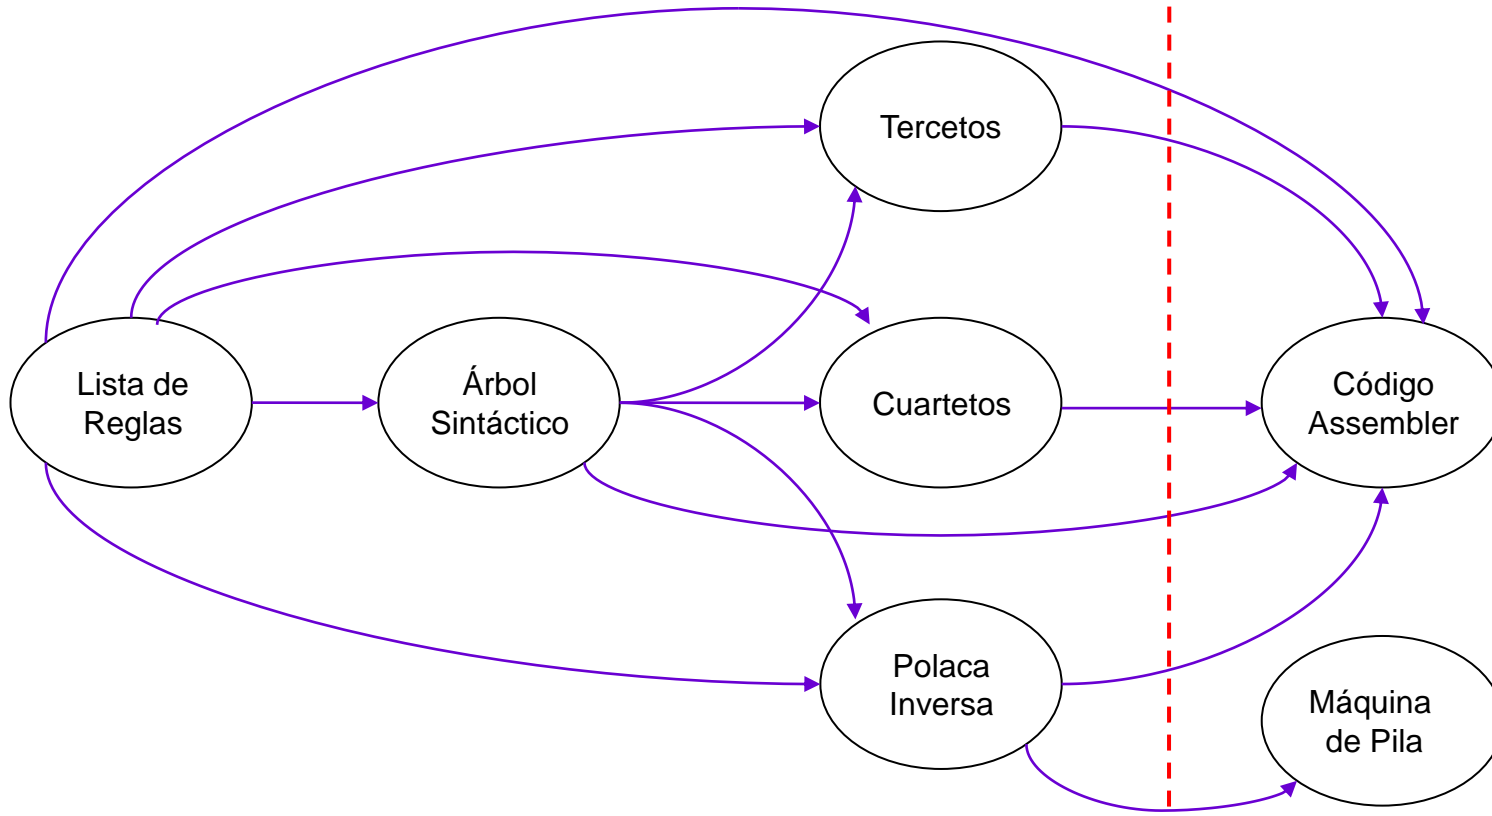 Tercetos
Lista de
Reglas
Árbol
Sintáctico
Cuartetos
Código
Assembler
Polaca
Inversa
Máquina
de Pila